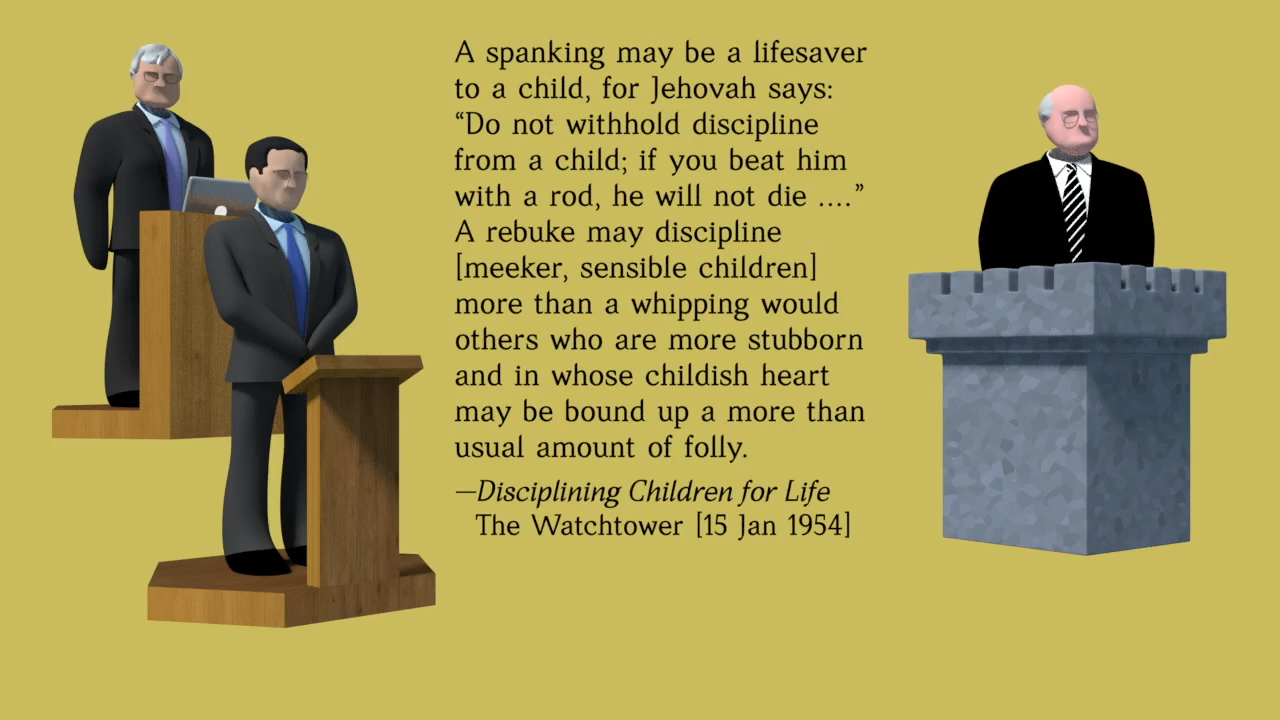 A spanking may be a lifesaver
to a child, for Jehovah says:
“Do not withhold discipline
from a child; if you beat him
with a rod, he will not die ....”
A rebuke may discipline
[meeker, sensible children]
more than a whipping would
others who are more stubborn
and in whose childish heart
may be bound up a more than
usual amount of folly.
—Disciplining Children for Life
The Watchtower [15 Jan 1954]